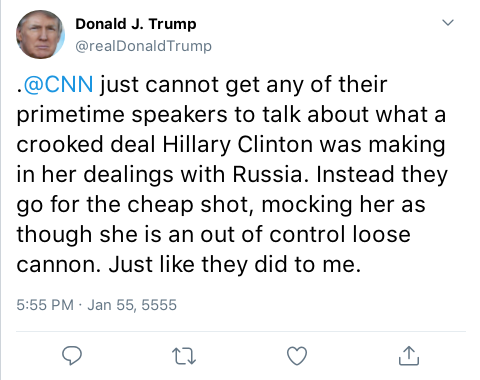 Donald J. Trump
@realDonaldTrump
.@CNN just cannot get any of their
primetime speakers to talk about what a
crooked deal Hillary Clinton was making
in her dealings with Russia. Instead they
go for the cheap shot, mocking her as
though she is an out of control loose
cannon. Just like they did to me.
5:55 PM · Jan 55, 5555